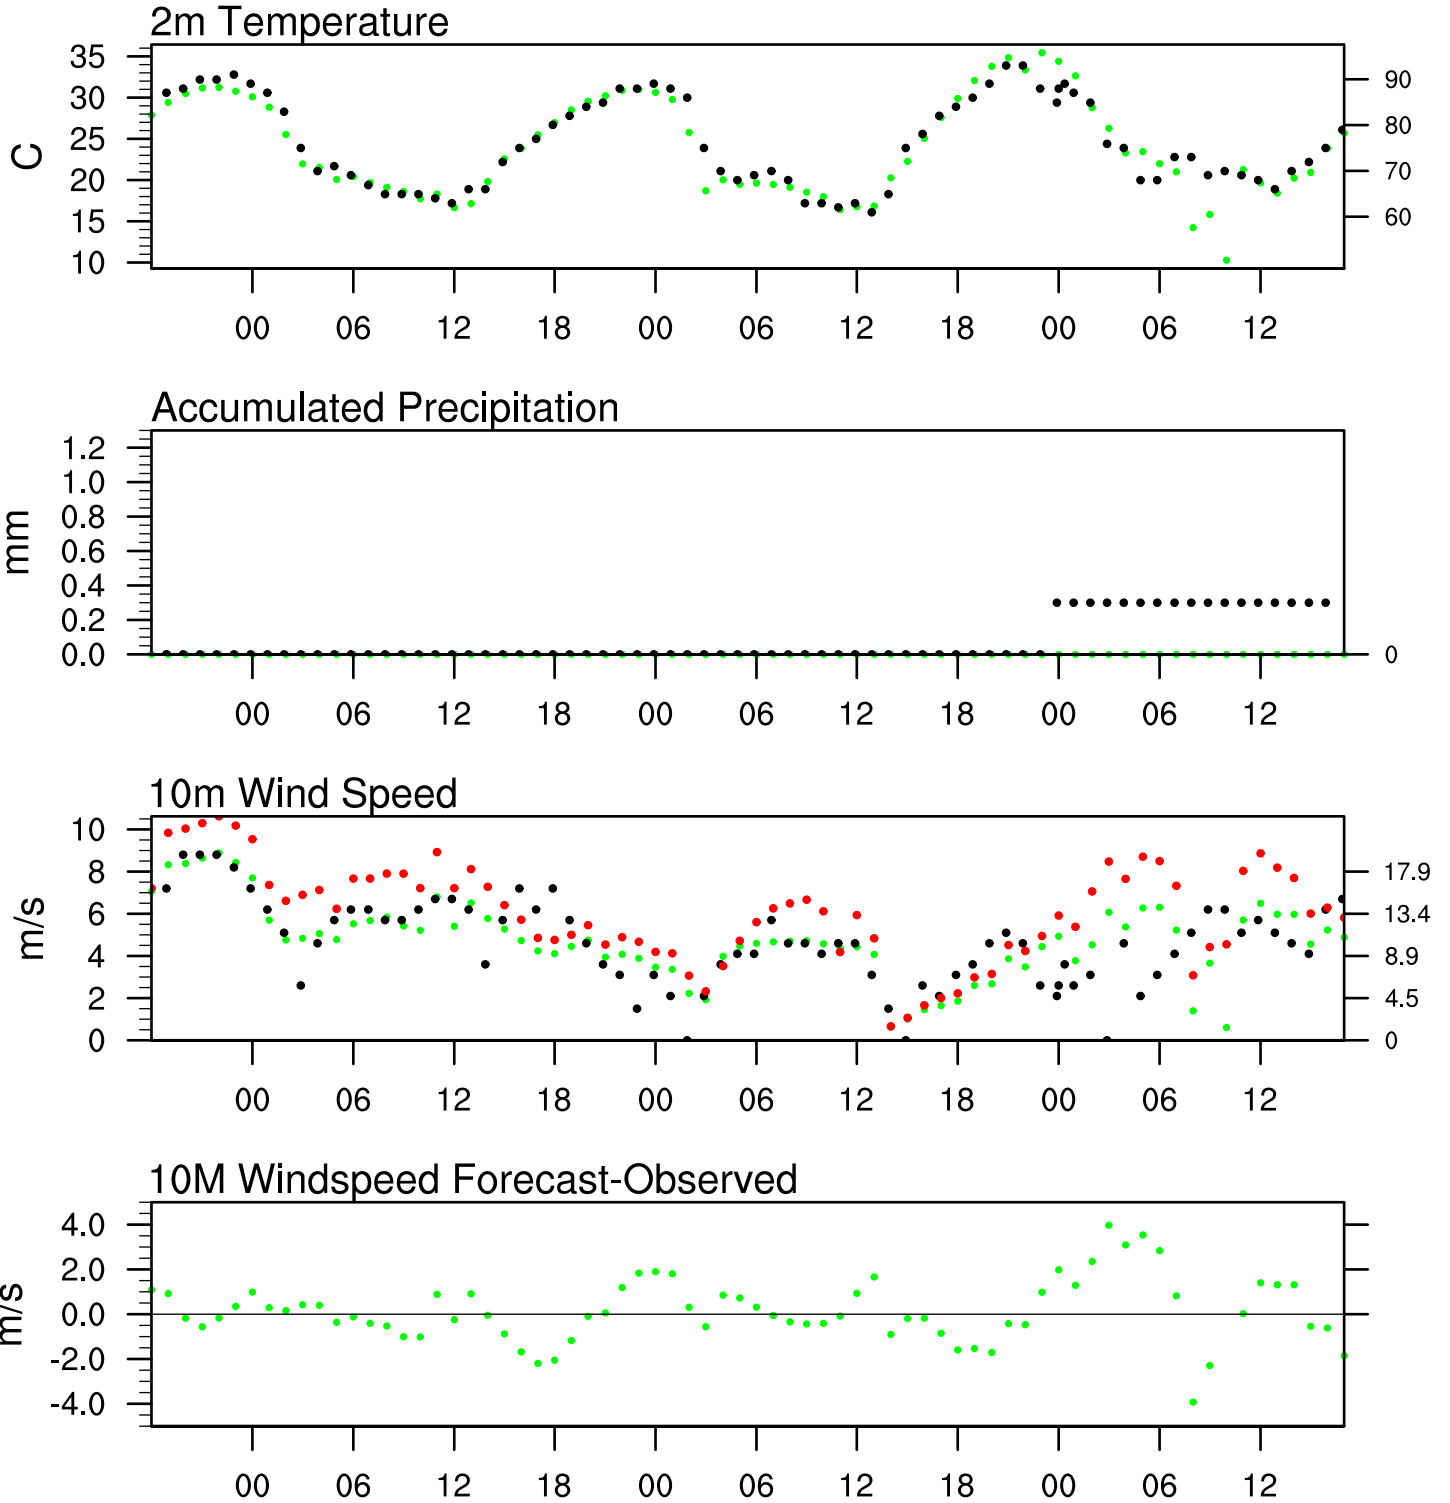 2m Temperature
C
35
30
25
20
15
10
90
80
70
60
00 06 12 18 00 12 18 00 06 12
Accumulated Precipitation
mm
1.2
1.0
0.8
0.6
0.4
0.2
0.0
0
00 06 12 18 00 06 12 18 00 06 12
10m Wind Speed
m/s
10
8
6
4
2
0
17.9
13.4
8.9
4.5
0
00 06 12 18 00 06 12 18 00 06 12
10M Windspeed Forecast-Observed
m/s
4.0
2.0
0.0
-2.0
-4.0
00 06 12 18 00 06 12 18 00 06 12